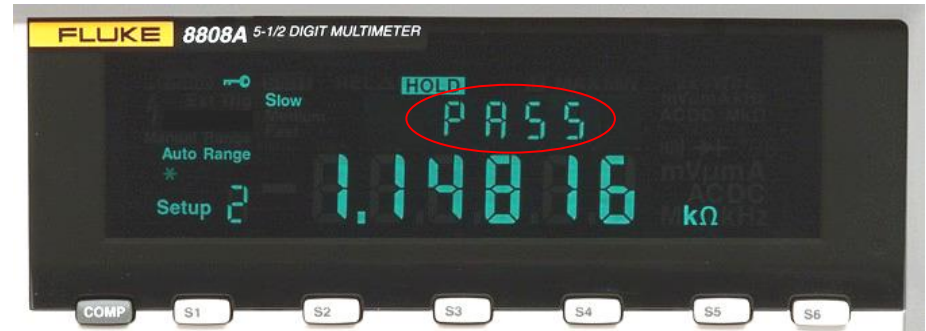 FLUKE 8808A 5-1/2 DIGIT MULTIMETER
HOLD
Slow
PASS
Auto Range
*
Setup 2
1.14816 kΩ
COMP S1 S2 S3 S4 S5 S6